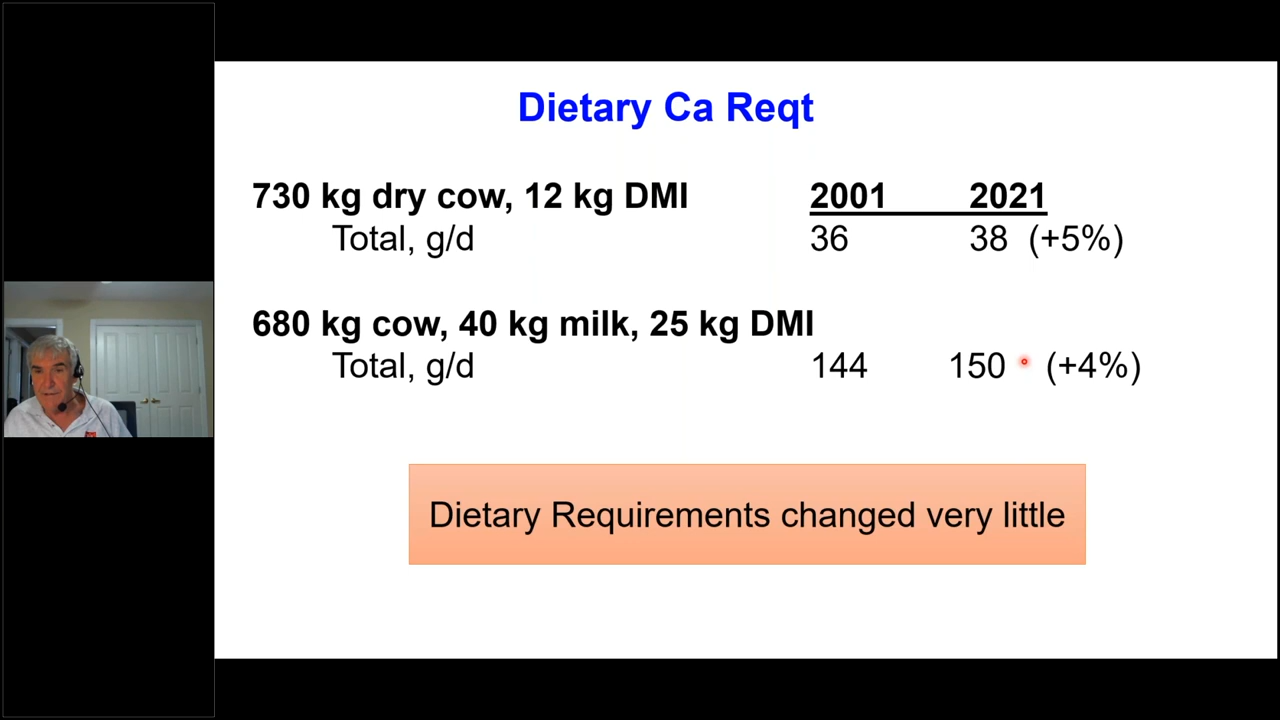 Dietary Ca Reqt
730 kg dry cow, 12 kg DMI 2001 2021
Total, g/d 36 38 (+5%)
680 kg cow, 40 kg milk, 25 kg DMI
Total, g/d 144 150 (+4%)
Dietary Requirements changed very little